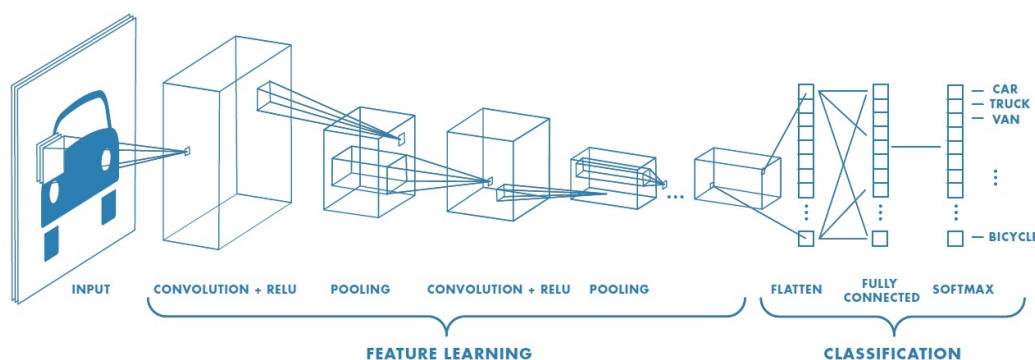 CAR
TRUCK
VAN
BICYCLE
INPUT
CONVOLUTION + RELU
POOLING
CONVOLUTION + RELU
POOLING
FLATTEN
FULLY
CONNECTED
SOFTMAX
FEATURE LEARNING
CLASSIFICATION